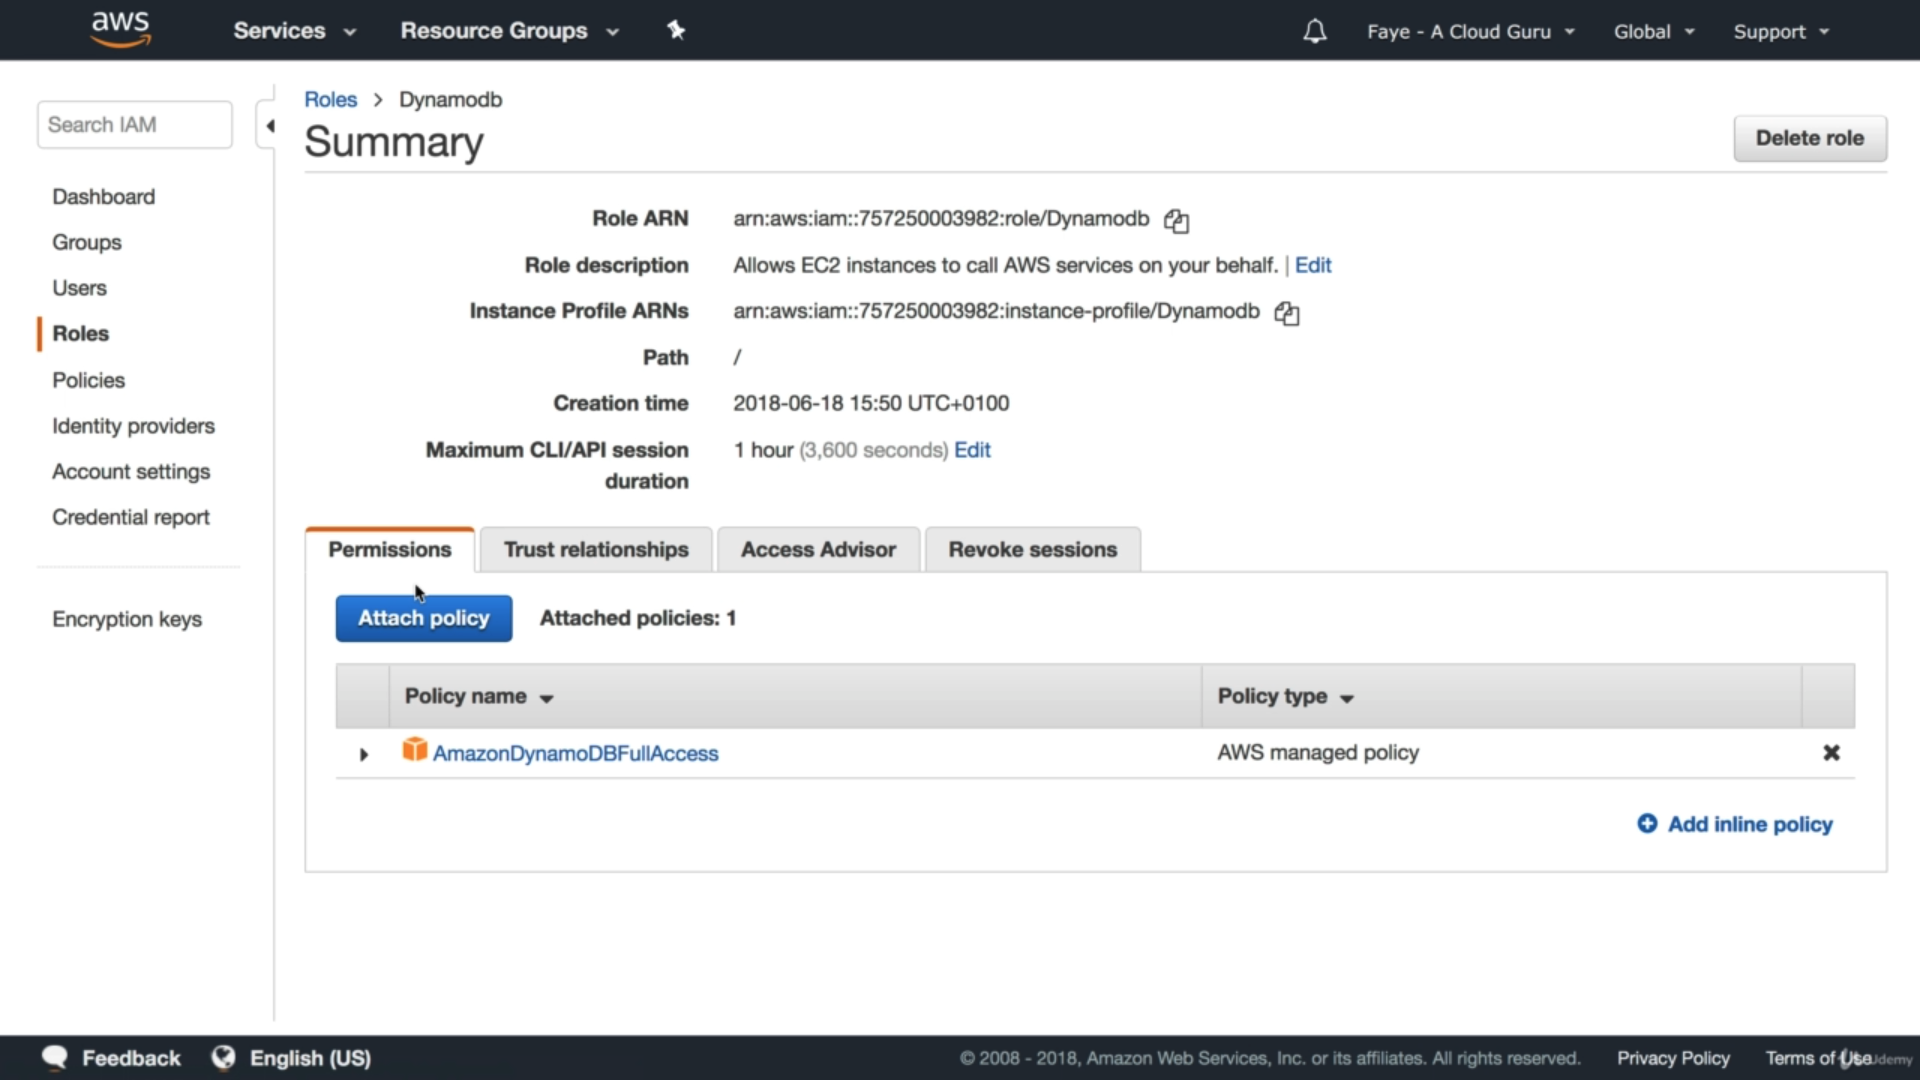 aws
Services
Resource Groups
Faye - A Cloud Guru
Global
Support
Search IAM
Dashboard
Groups
Users
Roles
Policies
Identity providers
Account settings
Credential report
Encryption keys
Roles > Dynamodb
Summary
Delete role
Role ARN arn:aws:iam::757250003982:role/Dynamodb
Role description Allows EC2 instances to call AWS services on your behalf. | Edit
Instance Profile ARNs arn:aws:iam::757250003982:instance-profile/Dynamodb
Path /
Creation time 2018-06-18 15:50 UTC+0100
Maximum CLI/API session 1 hour (3,600 seconds) Edit
duration
Permissions
Trust relationships
Access Advisor
Revoke sessions
Attach policy
Attached policies: 1
Policy name
Policy type
AmazonDynamoDBFullAccess
AWS managed policy
Add inline policy
Feedback
English (US)
© 2008 - 2018, Amazon Web Services, Inc. or its affiliates. All rights reserved.
Privacy Policy
Terms of Use
Udemy